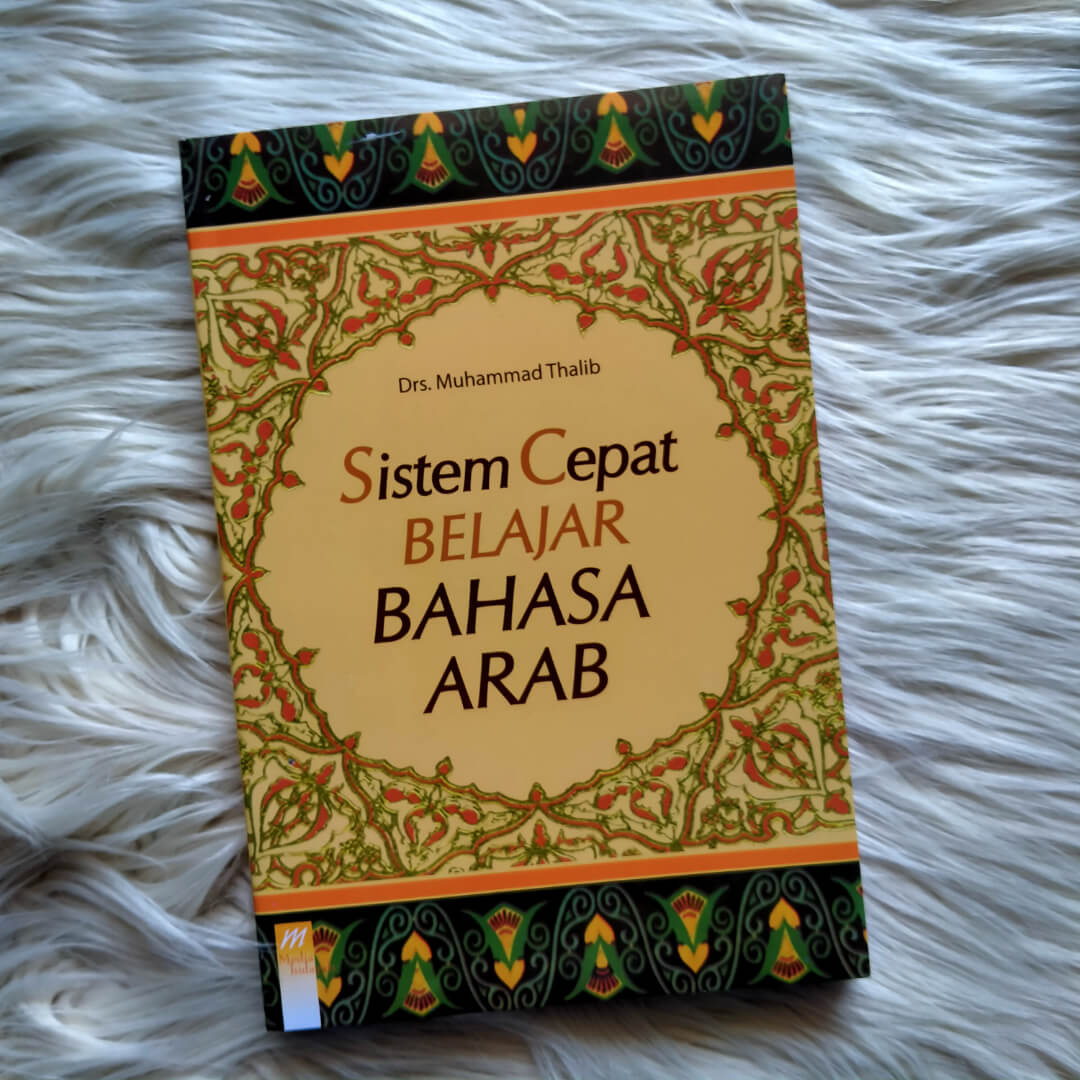 Drs. Muhammad Thalib
Sistem Cepat
BELAJAR
BAHASA
ARAB
m